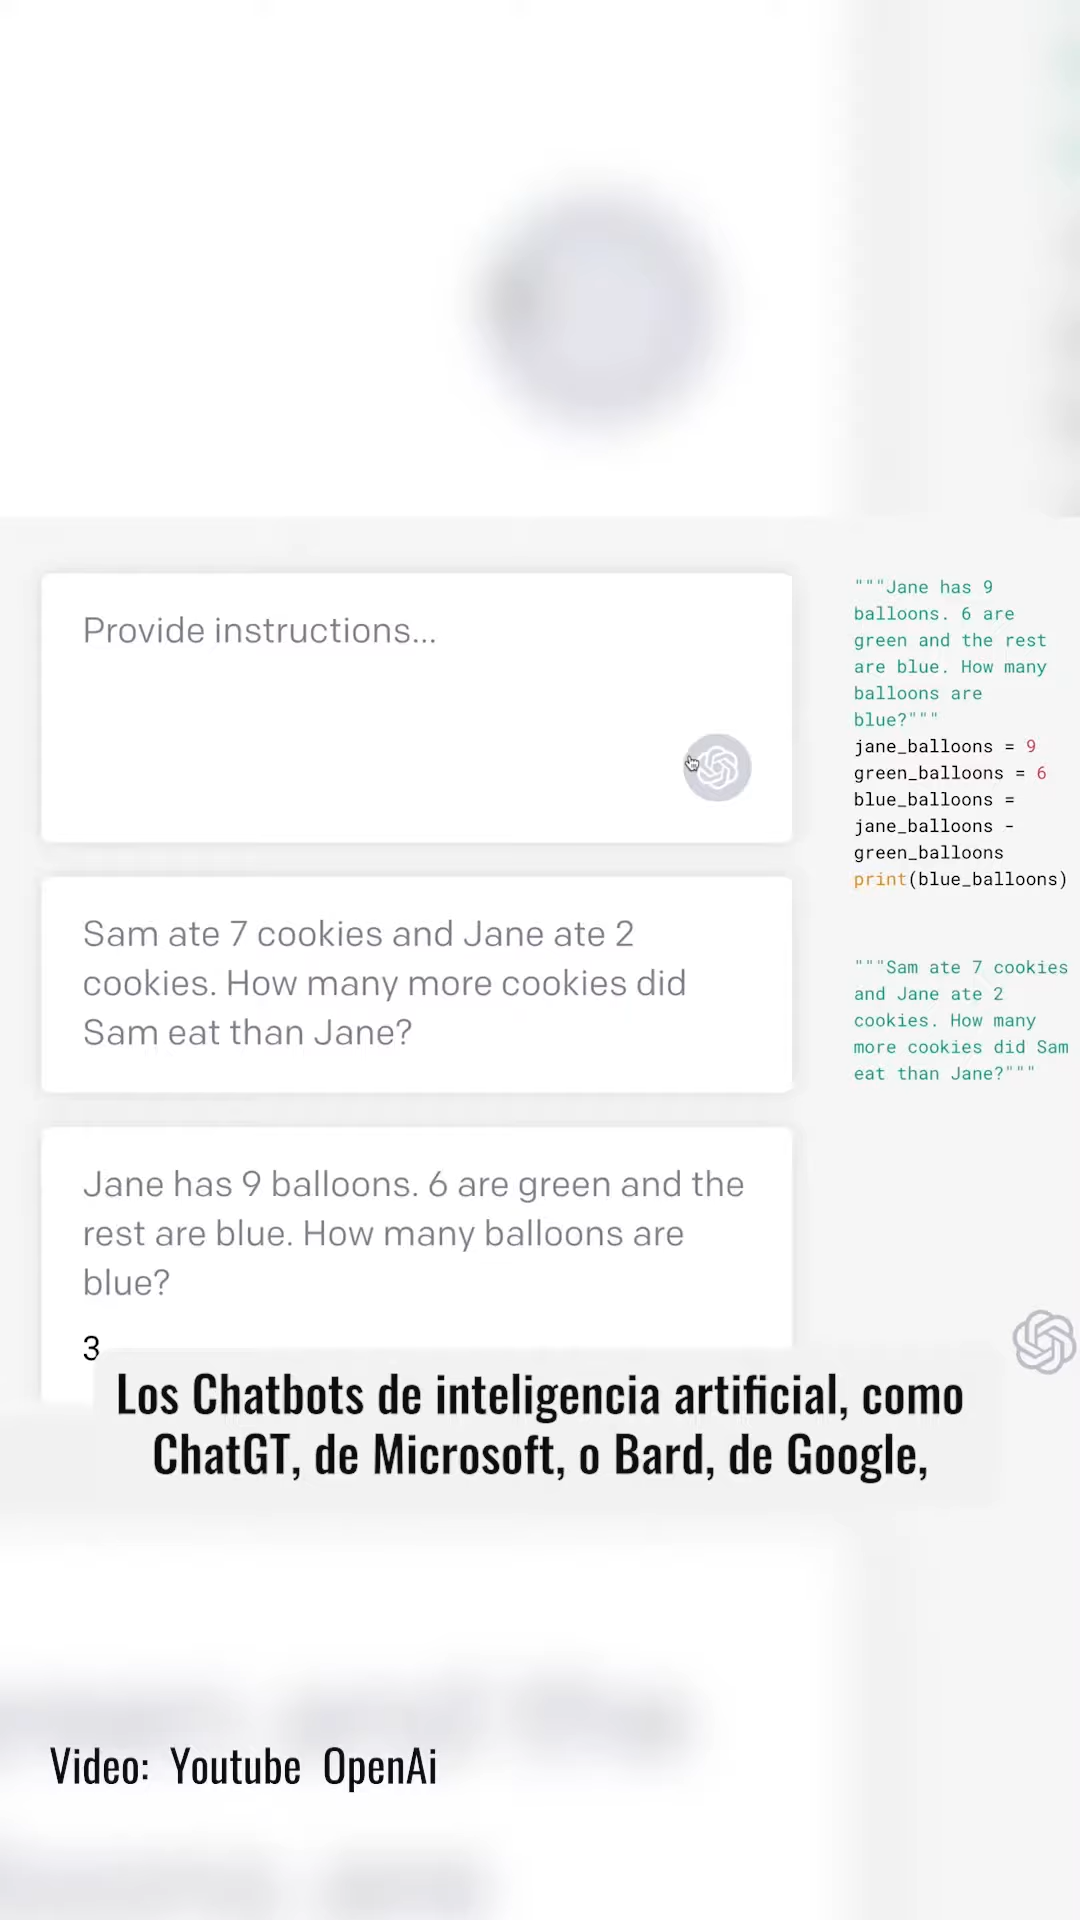 Provide instructions...
Sam ate 7 cookies and Jane ate 2
cookies. How many more cookies did
Sam eat than Jane?
Jane has 9 balloons. 6 are green and the
rest are blue. How many balloons are
blue?
3
"""Jane has 9
balloons. 6 are
green and the rest
are blue. How many
balloons are
blue?"""
jane_balloons = 9
green_balloons = 6
blue_balloons =
jane_balloons -
green_balloons
print(blue_balloons)
"""Sam ate 7 cookies
and Jane ate 2
cookies. How many
more cookies did Sam
eat than Jane?"""
Los Chatbots de inteligencia artificial, como
ChatGT, de Microsoft, o Bard, de Google,
Video: Youtube OpenAi